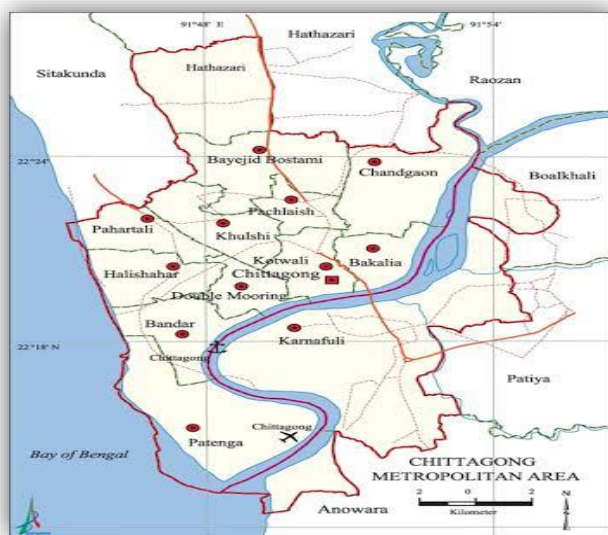 91°48' E
91°54'
Hathazari
Hathazari
Sitakunda
Raozan
22°24'
Bayejid Bostami
Chandgaon
Boalkhali
Pachlaish
Pahartali
Khulshi
Kotwali
Bakalia
Halishahar
Chittagong
Double Mooring
Bandar
Karnafuli
22°18' N
Chittagong
Patiya
Chittagong
Patenga
Bay of Bengal
CHITTAGONG
METROPOLITAN AREA
2 0 2
Kilometer
N
Anowara